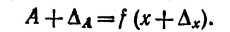 A + Δ_A = f (x + Δ_x).